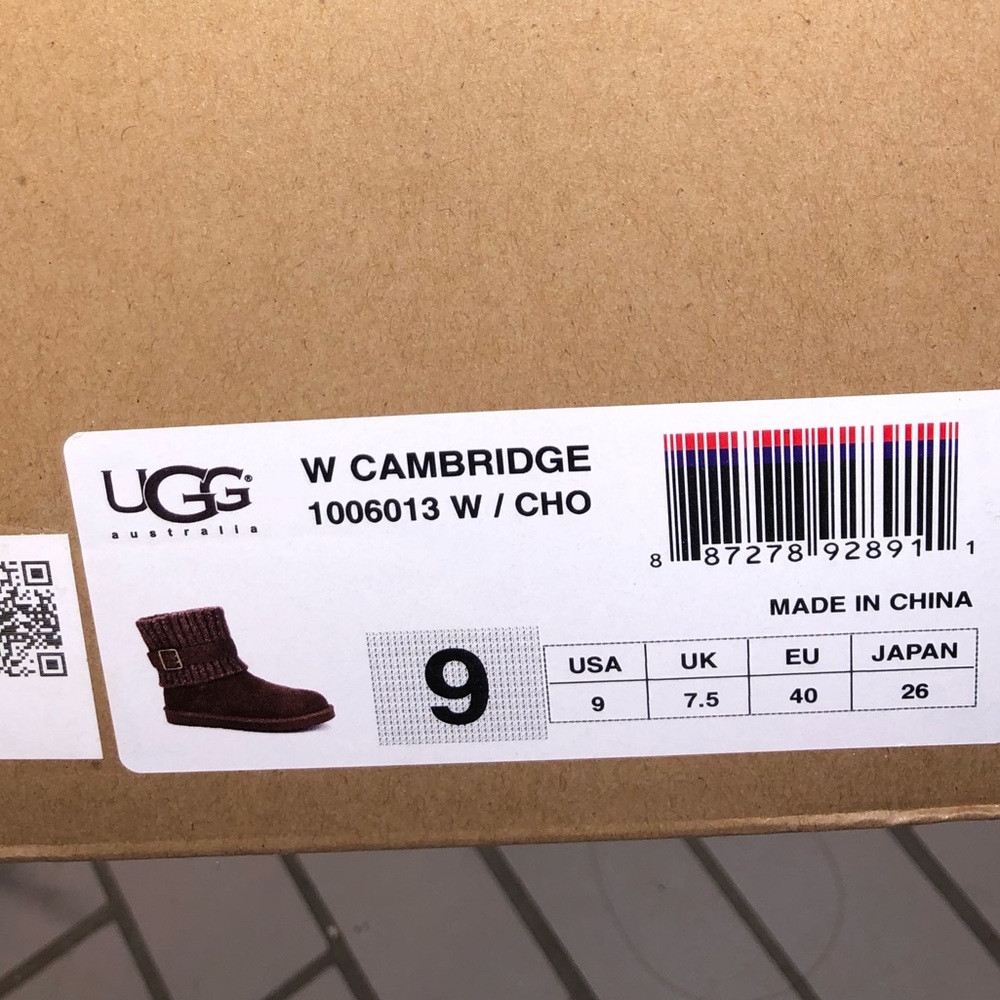 UGG®
australia
W CAMBRIDGE
1006013 W / CHO
8 87278 92891 1
MADE IN CHINA
9
USA UK EU JAPAN
9 7.5 40 26